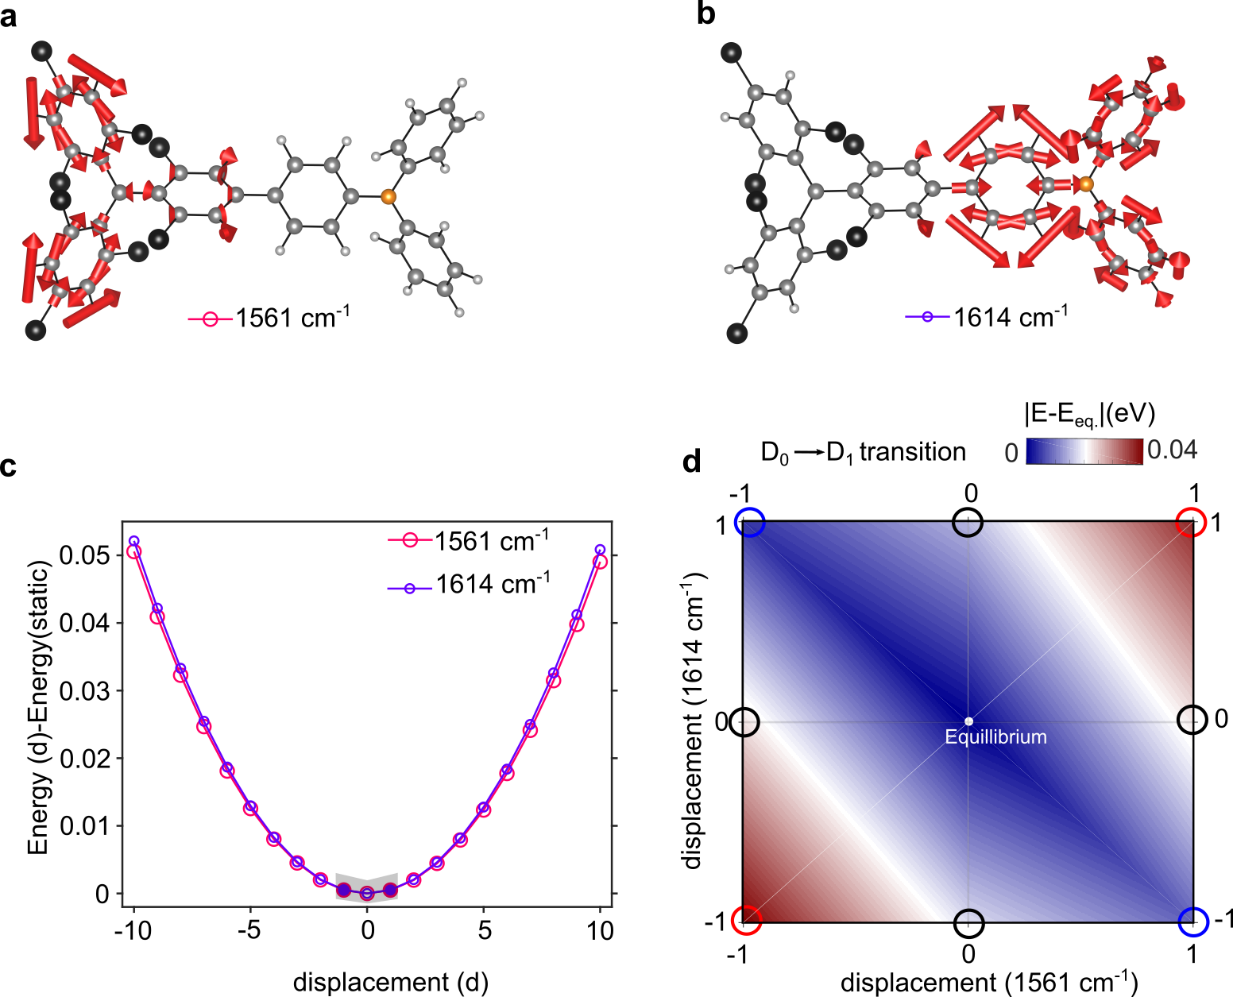 a
b
1561 cm-1
1614 cm-1
c
d
|E-Eeq.|(eV)
D0 → D1 transition
0
0.04
Energy (d)-Energy(static)
0.05
0.04
0.03
0.02
0.01
0
1561 cm-1
1614 cm-1
-10
-5
0
5
10
displacement (d)
displacement (1614 cm-1)
-1
0
1
1
1
0
0
Equillibrium
-1
-1
-1
0
1
displacement (1561 cm-1)